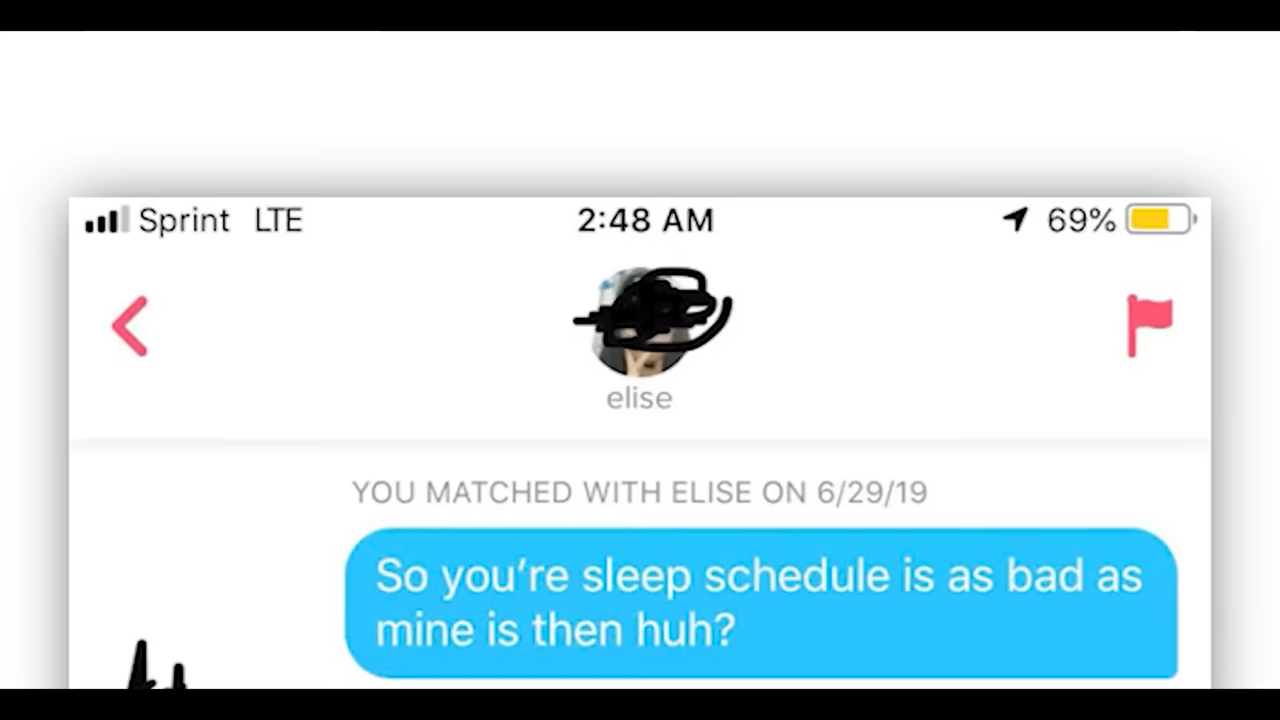 Sprint LTE 2:48 AM 69%
elise
YOU MATCHED WITH ELISE ON 6/29/19
So you’re sleep schedule is as bad as
mine is then huh?